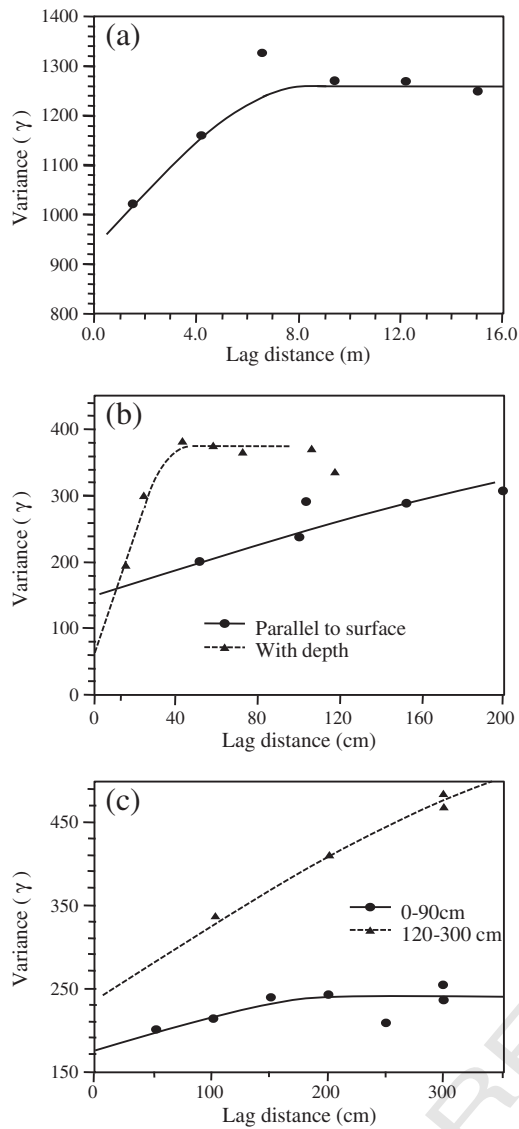 (a)
1400
1300
1200
1100
1000
900
800
Variance ( γ )
0.0 4.0 8.0 12.0 16.0
Lag distance (m)
(b)
400
300
200
100
0
Variance ( γ )
Parallel to surface
With depth
0 40 80 120 160 200
Lag distance (cm)
(c)
450
350
250
150
Variance ( γ )
0-90cm
120-300 cm
0 100 200 300
Lag distance (cm)